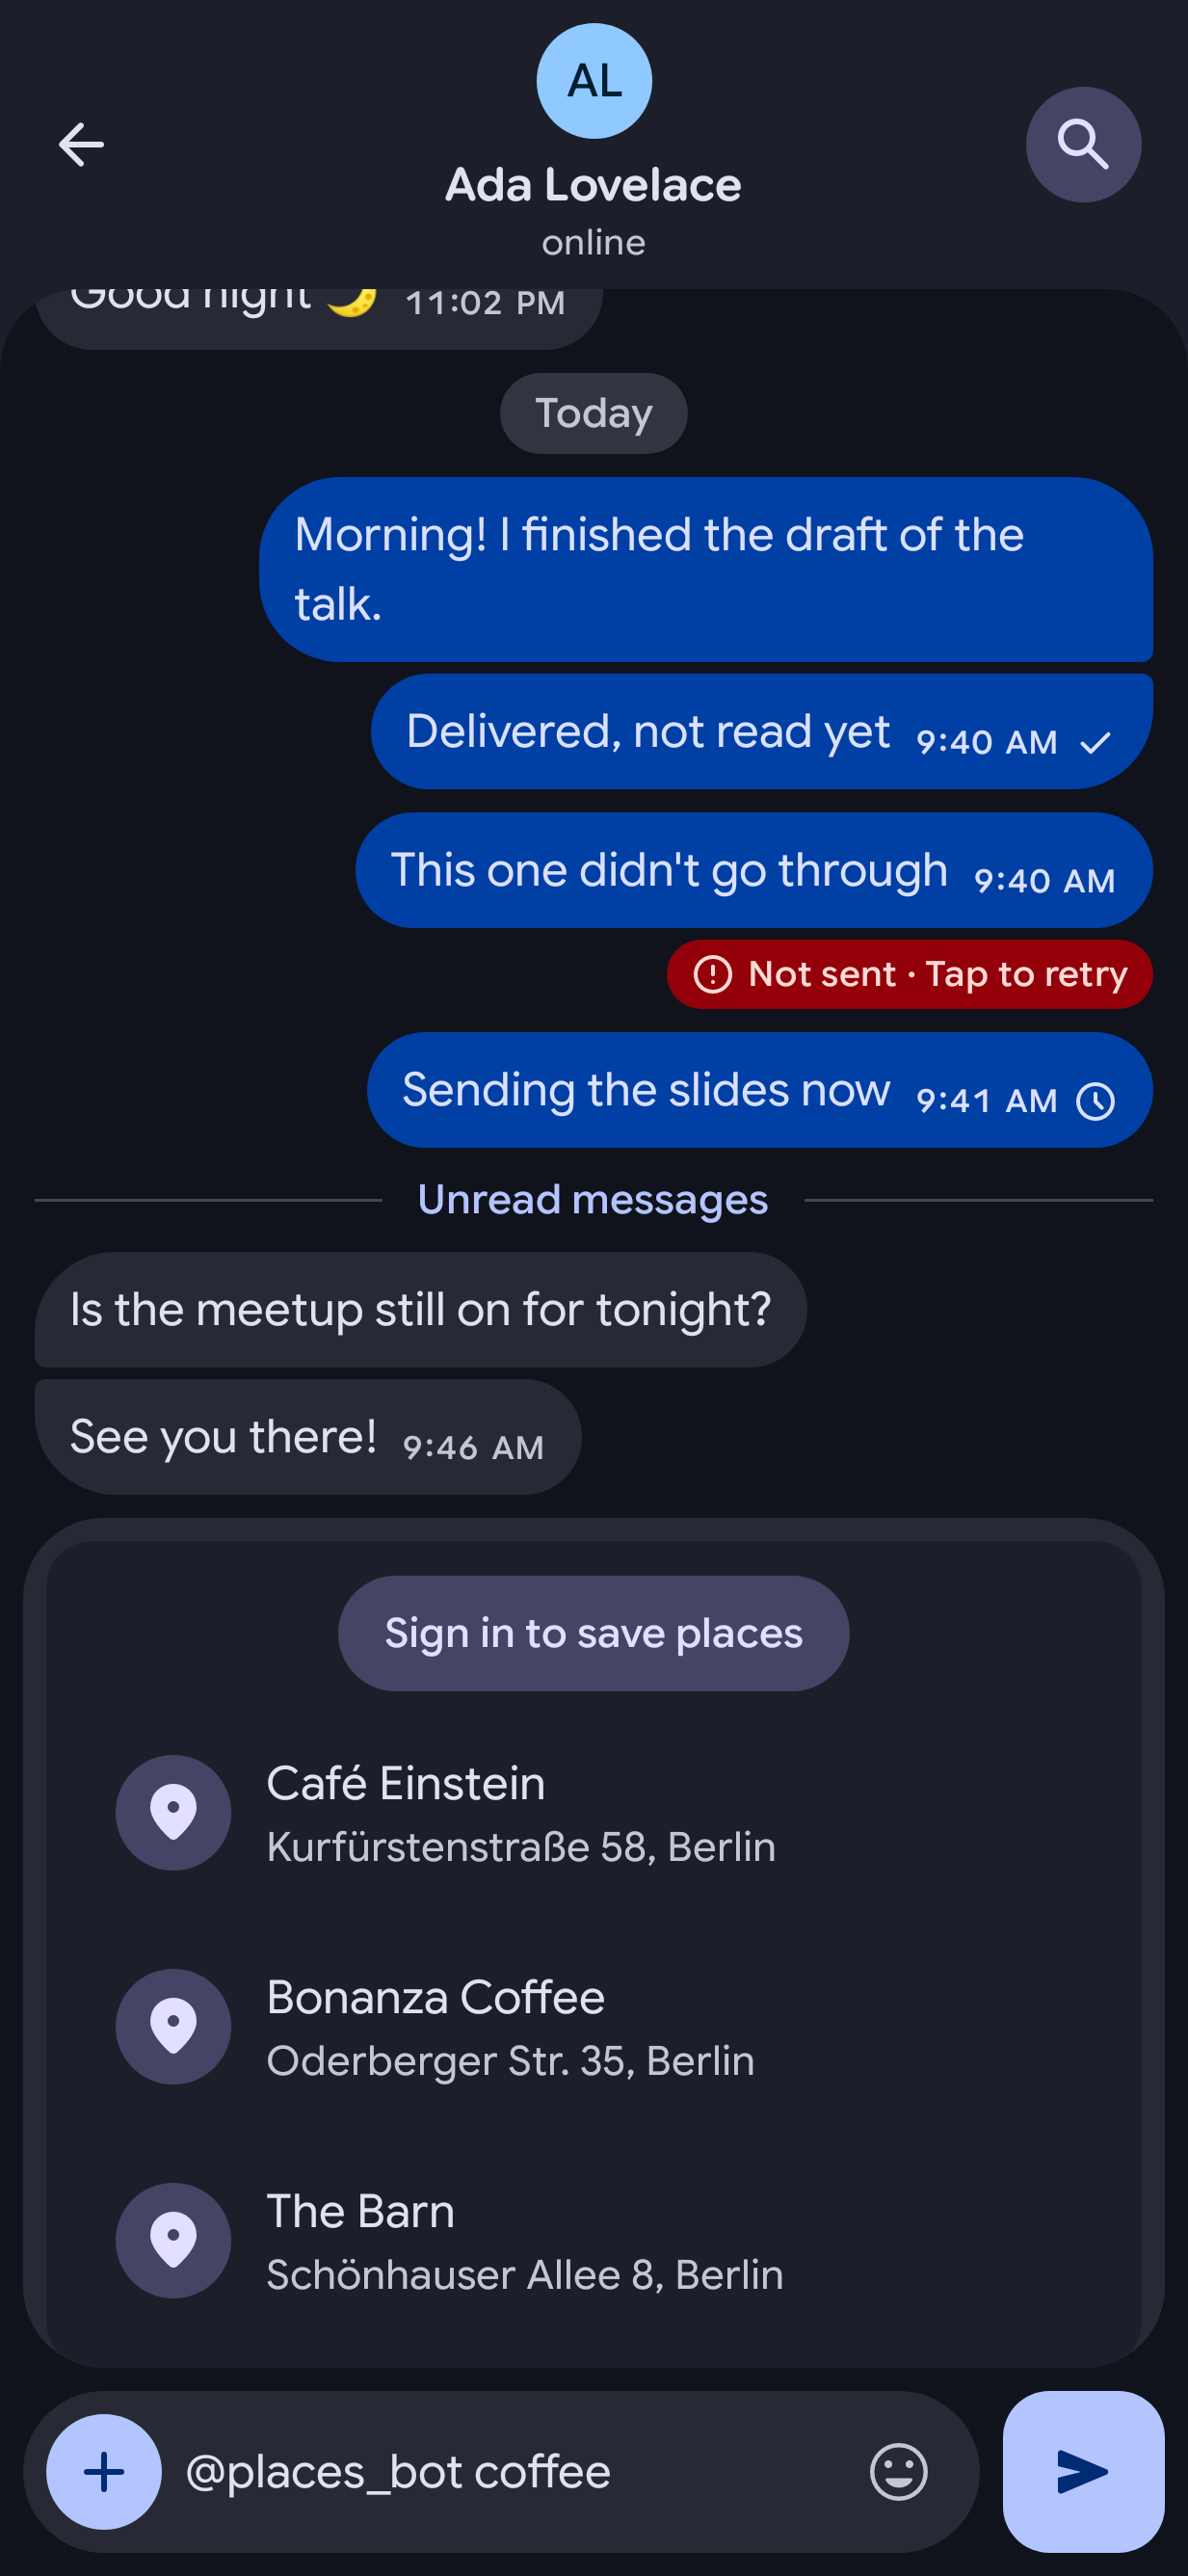 AL
Ada Lovelace
online
Good night 🌙 11:02 PM
Today
Morning! I finished the draft of the
talk.
Delivered, not read yet 9:40 AM
This one didn't go through 9:40 AM
Not sent · Tap to retry
Sending the slides now 9:41 AM
Unread messages
Is the meetup still on for tonight?
See you there! 9:46 AM
Sign in to save places
Café Einstein
Kurfürstenstraße 58, Berlin
Bonanza Coffee
Oderberger Str. 35, Berlin
The Barn
Schönhauser Allee 8, Berlin
@places_bot coffee